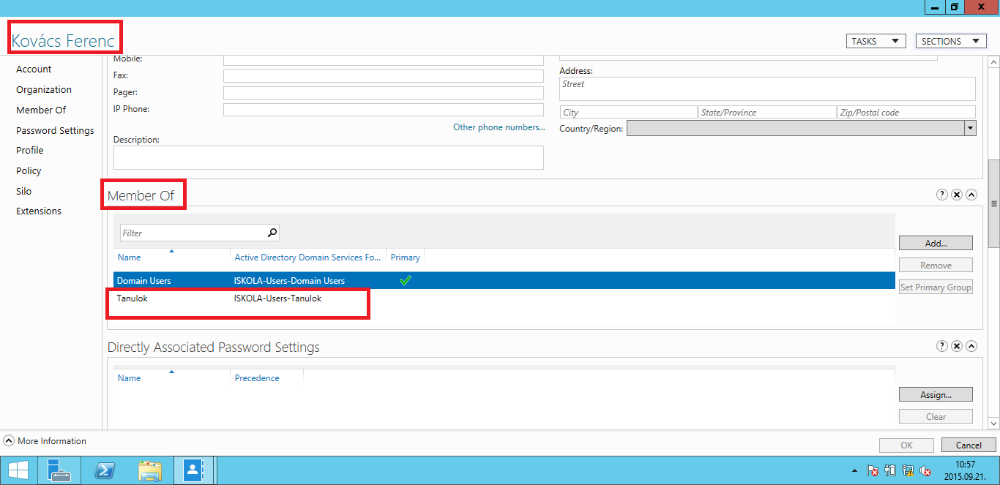 Kovács Ferenc
TASKS
SECTIONS
Account
Organization
Member Of
Password Settings
Profile
Policy
Silo
Extensions
Mobile:
Fax:
Pager:
IP Phone:
Other phone numbers...
Description:
Address:
Street
City State/Province Zip/Postal code
Country/Region:
Member Of
?
Filter
Name Active Directory Domain Services Fo... Primary
Domain Users ISKOLA-Users-Domain Users
Tanulok ISKOLA-Users-Tanulok
Add...
Remove
Set Primary Group
Directly Associated Password Settings
?
Name Precedence
Assign...
Clear
More Information
OK Cancel
10:57
2015.09.21.